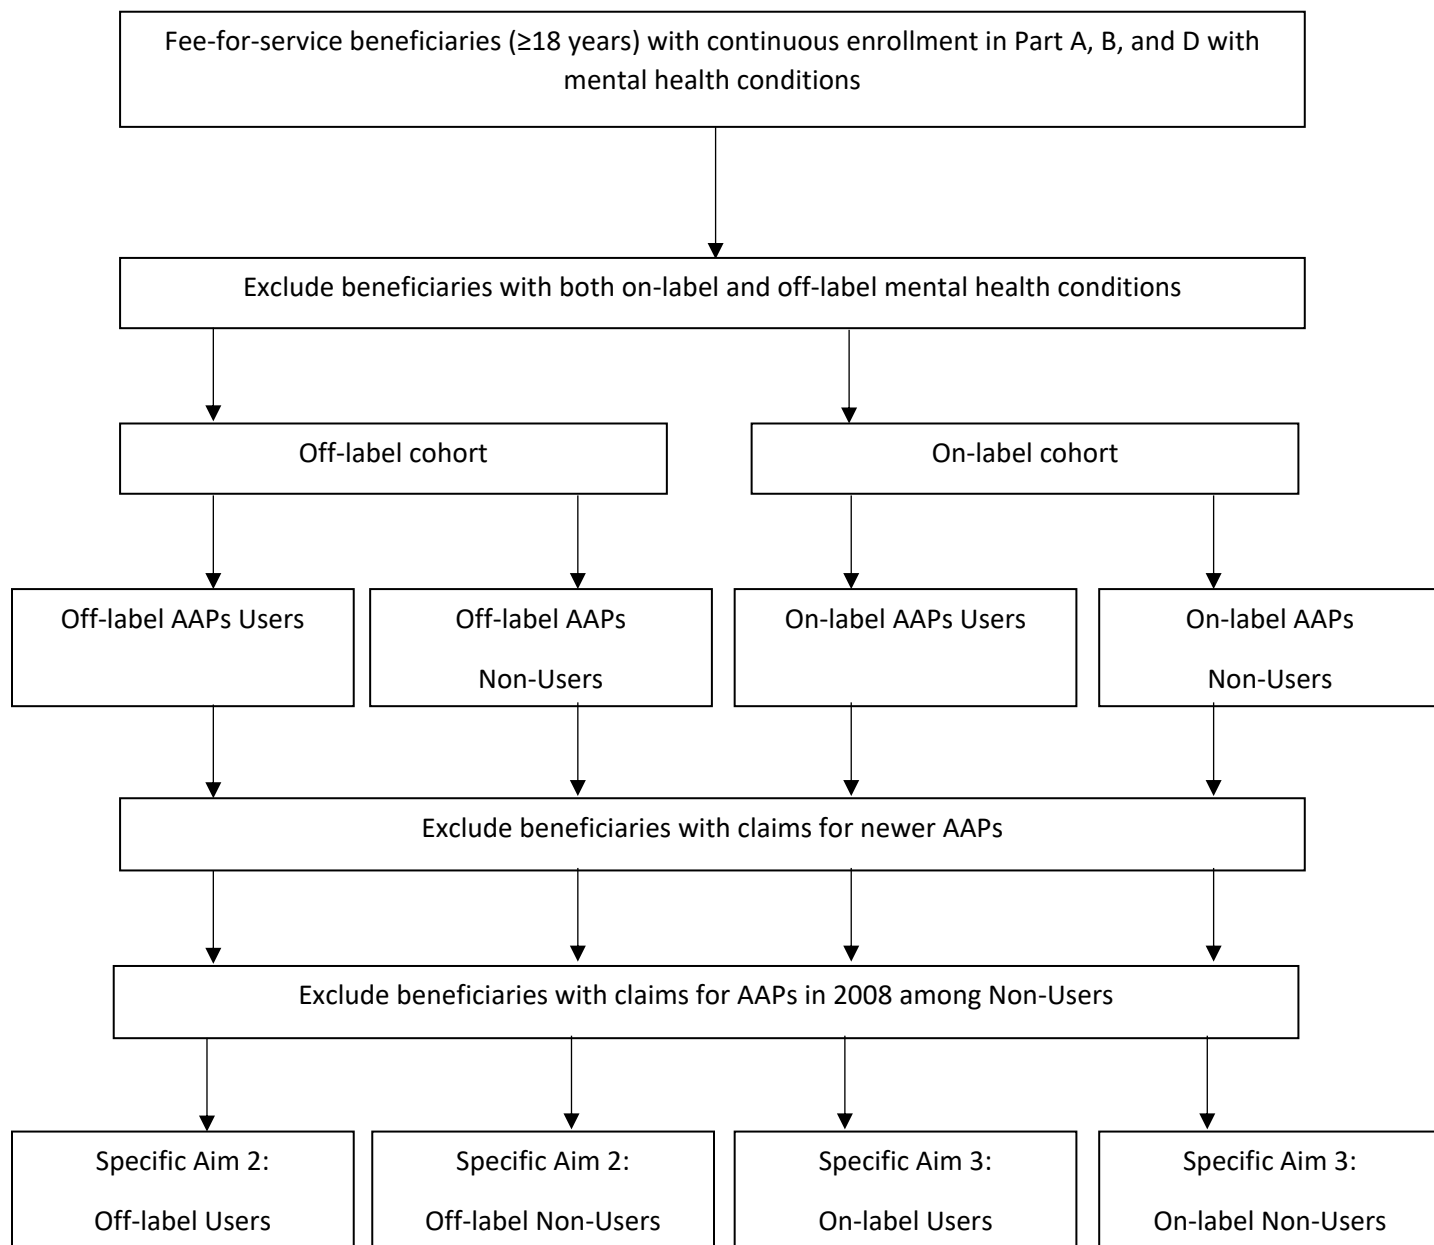 Fee-for-service beneficiaries (≥18 years) with continuous enrollment in Part A, B, and D with
mental health conditions
Exclude beneficiaries with both on-label and off-label mental health conditions
Off-label cohort
On-label cohort
Off-label AAPs Users
Off-label AAPs
Non-Users
On-label AAPs Users
On-label AAPs
Non-Users
Exclude beneficiaries with claims for newer AAPs
Exclude beneficiaries with claims for AAPs in 2008 among Non-Users
Specific Aim 2:
Off-label Users
Specific Aim 2:
Off-label Non-Users
Specific Aim 3:
On-label Users
Specific Aim 3:
On-label Non-Users